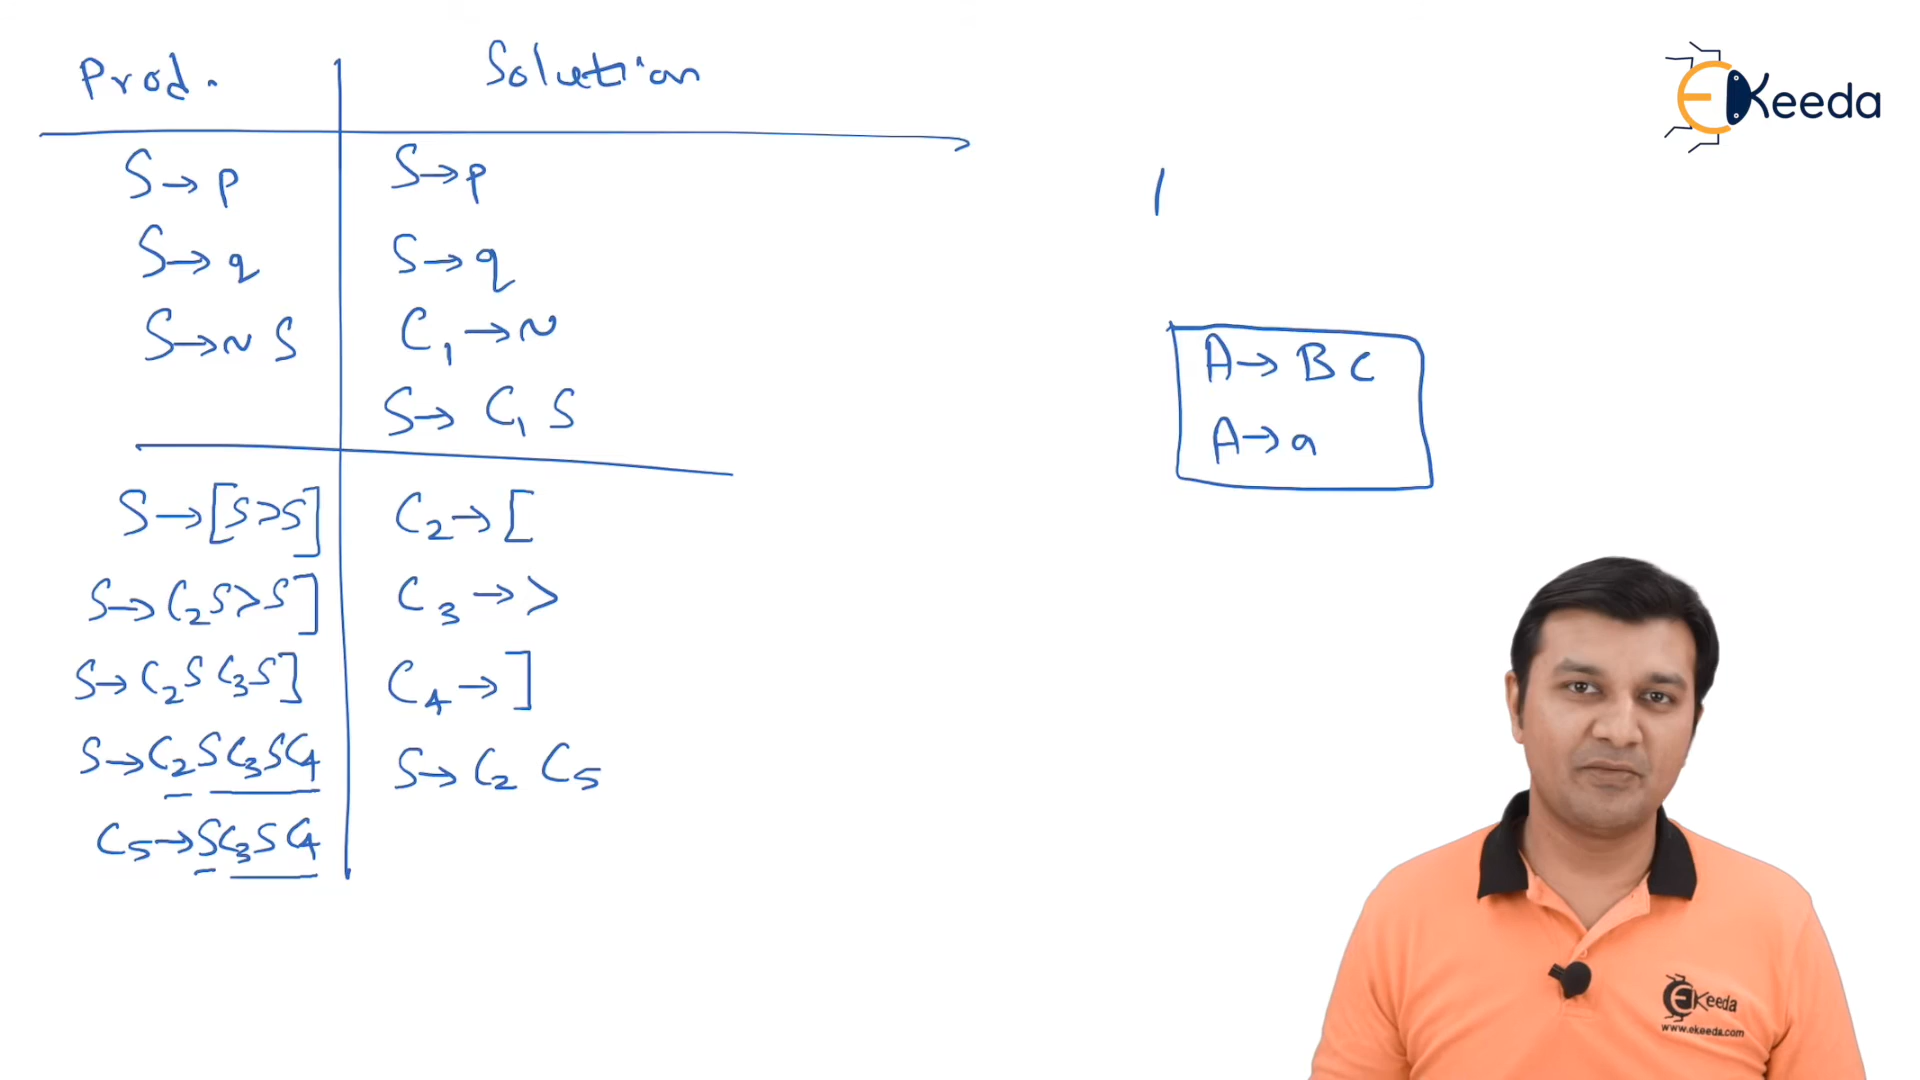 Prod.
Solution
S→p
S→p
S→q
S→q
S→~S
C₁→~
S→C₁S
S→[S>S]
C₂→[
S→C₂S>S]
C₃→>
S→C₂SC₃S]
C₄→]
S→C₂SC₃SC₄
S→C₂C₅
C₅→SC₃SC₄
A→BC
A→a
EKeeda
EKeeda
www.ekeeda.com